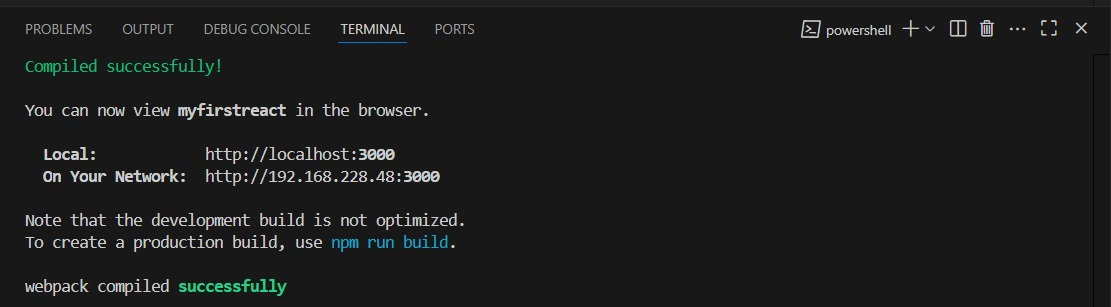 PROBLEMS OUTPUT DEBUG CONSOLE TERMINAL PORTS powershell
Compiled successfully!
You can now view myfirstreact in the browser.
Local: http://localhost:3000
On Your Network: http://192.168.228.48:3000
Note that the development build is not optimized.
To create a production build, use npm run build.
webpack compiled successfully